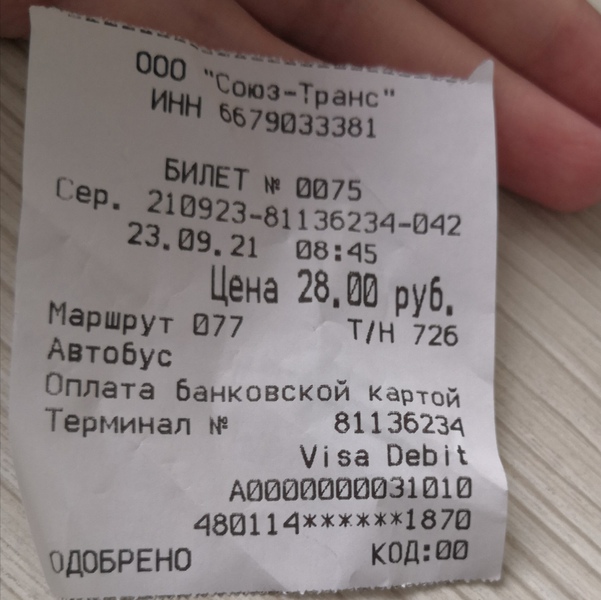 ООО "Союз-Транс"
ИНН 6679033381
БИЛЕТ № 0075
Сер. 210923-81136234-042
23.09.21 08:45
Цена 28.00 руб.
Маршрут 077 Т/Н 726
Автобус
Оплата банковской картой
Терминал № 81136234
Visa Debit
A0000000031010
480114******1870
ОДОБРЕНО КОД:00